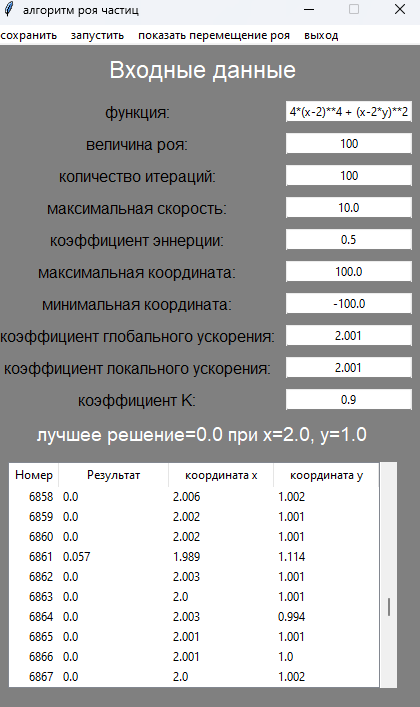 алгоритм роя частиц
сохранить запустить показать перемещение роя выход
Входные данные
функция: 4*(x-2)**4 + (x-2*y)**2
величина роя: 100
количество итераций: 100
максимальная скорость: 10.0
коэффициент эннерции: 0.5
максимальная координата: 100.0
минимальная координата: -100.0
коэффициент глобального ускорения: 2.001
коэффициент локального ускорения: 2.001
коэффициент K: 0.9
лучшее решение=0.0 при x=2.0, y=1.0
Номер Результат координата x координата y
6858 0.0 2.006 1.002
6859 0.0 2.002 1.001
6860 0.0 2.002 1.001
6861 0.057 1.989 1.114
6862 0.0 2.003 1.001
6863 0.0 2.0 1.001
6864 0.0 2.003 0.994
6865 0.0 2.001 1.001
6866 0.0 2.001 1.0
6867 0.0 2.0 1.002